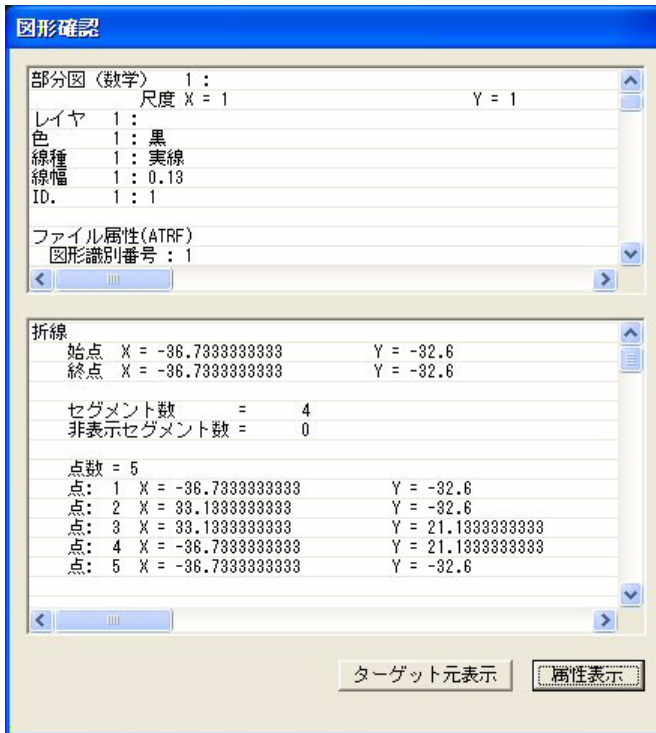 図形確認
部分図（数学） 1 :
尺度 X = 1 Y = 1
レイヤ 1 :
色 1 : 黒
線種 1 : 実線
線幅 1 : 0.13
ID. 1 : 1
ファイル属性(ATRF)
図形識別番号 : 1
折線
始点 X = -36.7333333333 Y = -32.6
終点 X = -36.7333333333 Y = -32.6
セグメント数 = 4
非表示セグメント数 = 0
点数 = 5
点: 1 X = -36.7333333333 Y = -32.6
点: 2 X = 33.1333333333 Y = -32.6
点: 3 X = 33.1333333333 Y = 21.1333333333
点: 4 X = -36.7333333333 Y = 21.1333333333
点: 5 X = -36.7333333333 Y = -32.6
ターゲット元表示
属性表示